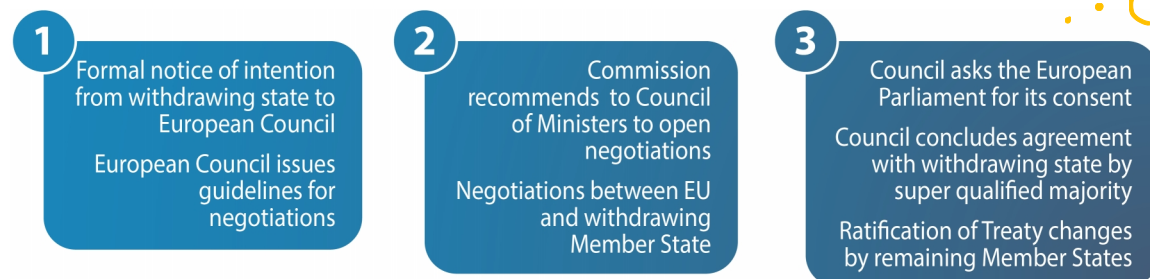 1
Formal notice of intention
from withdrawing state to
European Council
European Council issues
guidelines for
negotiations
2
Commission
recommends to Council
of Ministers to open
negotiations
Negotiations between EU
and withdrawing
Member State
3
Council asks the European
Parliament for its consent
Council concludes agreement
with withdrawing state by
super qualified majority
Ratification of Treaty changes
by remaining Member States